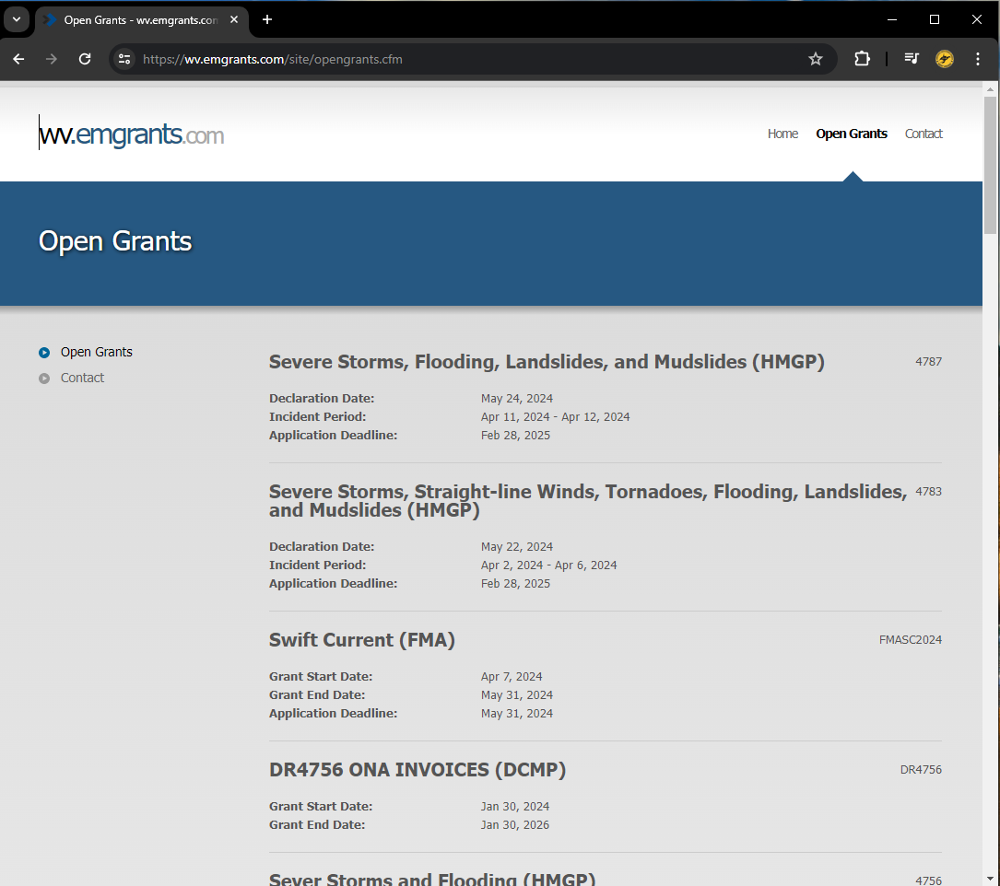 Open Grants - wv.emgrants.com
https://wv.emgrants.com/site/opengrants.cfm
wv.emgrants.com
Home Open Grants Contact
Open Grants
Open Grants
Contact
Severe Storms, Flooding, Landslides, and Mudslides (HMGP) 4787
Declaration Date: May 24, 2024
Incident Period: Apr 11, 2024 - Apr 12, 2024
Application Deadline: Feb 28, 2025
Severe Storms, Straight-line Winds, Tornadoes, Flooding, Landslides, 4783
and Mudslides (HMGP)
Declaration Date: May 22, 2024
Incident Period: Apr 2, 2024 - Apr 6, 2024
Application Deadline: Feb 28, 2025
Swift Current (FMA) FMASC2024
Grant Start Date: Apr 7, 2024
Grant End Date: May 31, 2024
Application Deadline: May 31, 2024
DR4756 ONA INVOICES (DCMP) DR4756
Grant Start Date: Jan 30, 2024
Grant End Date: Jan 30, 2026
Sever Storms and Flooding (HMGP) 4756